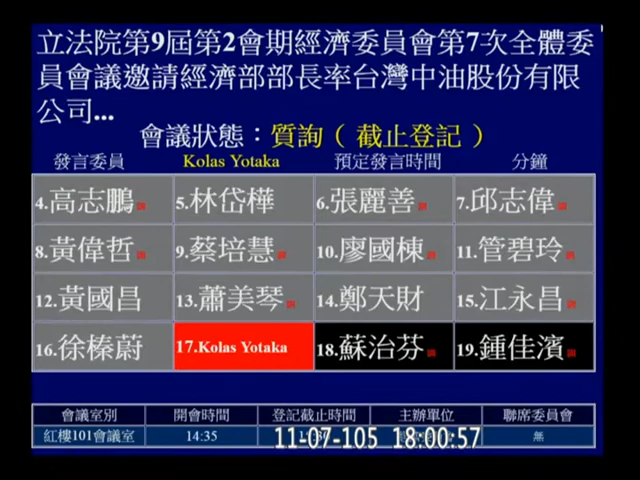 立法院第9屆第2會期經濟委員會第7次全體委
員會議邀請經濟部部長率台灣中油股份有限
公司...
會議狀態：質詢（截止登記）
發言委員 Kolas Yotaka 預定發言時間 分鐘
4.高志鵬 5.林岱樺 6.張麗善 7.邱志偉
8.黃偉哲 9.蔡培慧 10.廖國棟 11.管碧玲
12.黃國昌 13.蕭美琴 14.鄭天財 15.江永昌
16.徐榛蔚 17.Kolas Yotaka 18.蘇治芬 19.鍾佳濱
會議室別 開會時間 登記截止時間 主辦單位 聯席委員會
紅樓101會議室 14:35 無
11-07-105 18:00:57